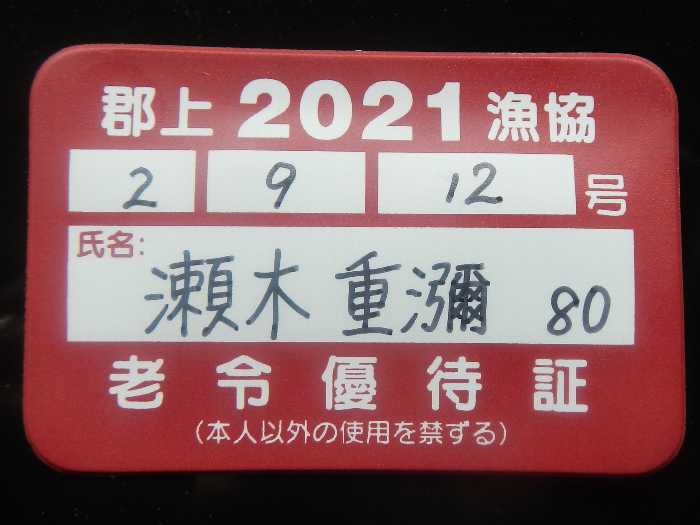 郡上 2021 漁協
2 9 12 号
氏名:
瀬木 重瀰 80
老令優待証
(本人以外の使用を禁ずる)